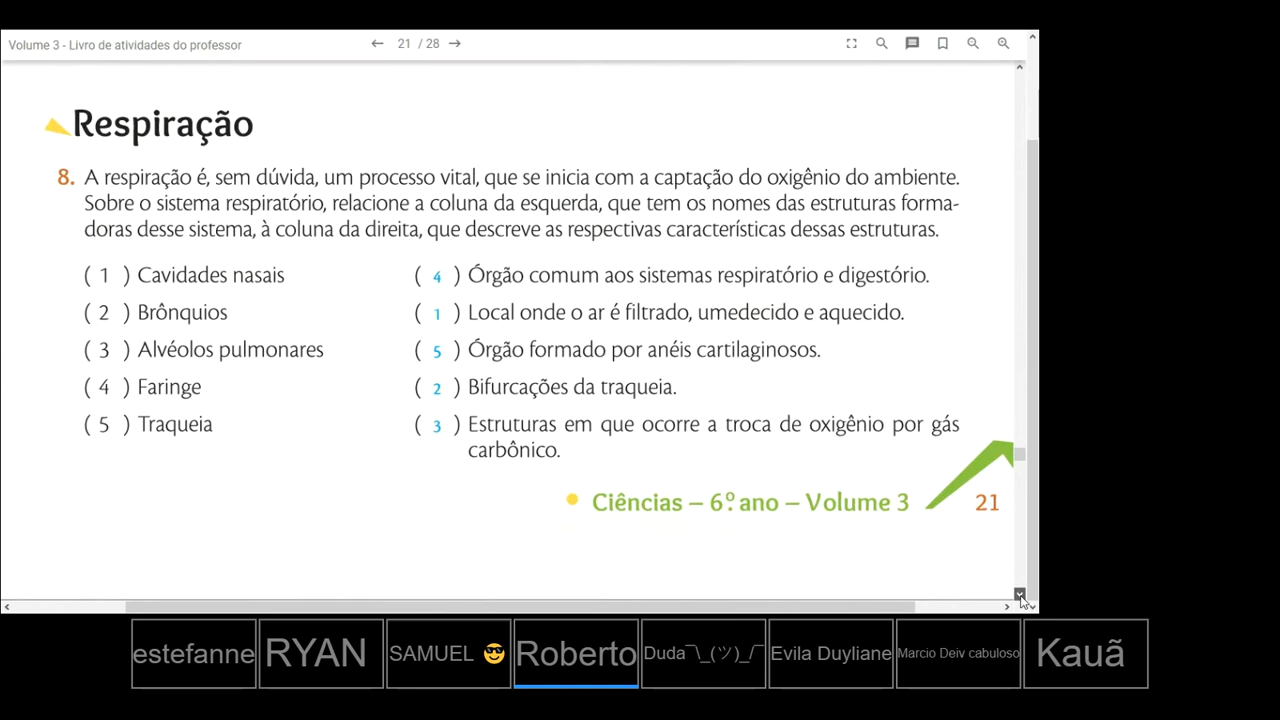 Volume 3 - Livro de atividades do professor
21 / 28
Respiração
8. A respiração é, sem dúvida, um processo vital, que se inicia com a captação do oxigênio do ambiente.
Sobre o sistema respiratório, relacione a coluna da esquerda, que tem os nomes das estruturas forma-
doras desse sistema, à coluna da direita, que descreve as respectivas características dessas estruturas.
( 1 ) Cavidades nasais
( 2 ) Brônquios
( 3 ) Alvéolos pulmonares
( 4 ) Faringe
( 5 ) Traqueia
( 4 ) Órgão comum aos sistemas respiratório e digestório.
( 1 ) Local onde o ar é filtrado, umedecido e aquecido.
( 5 ) Órgão formado por anéis cartilaginosos.
( 2 ) Bifurcações da traqueia.
( 3 ) Estruturas em que ocorre a troca de oxigênio por gás
carbônico.
Ciências – 6º. ano – Volume 3
21
estefanne
RYAN
SAMUEL 😎
Roberto
Duda¯\_(ツ)_/¯
Evila Duyliane
Marcio Deiv cabuloso
Kauã